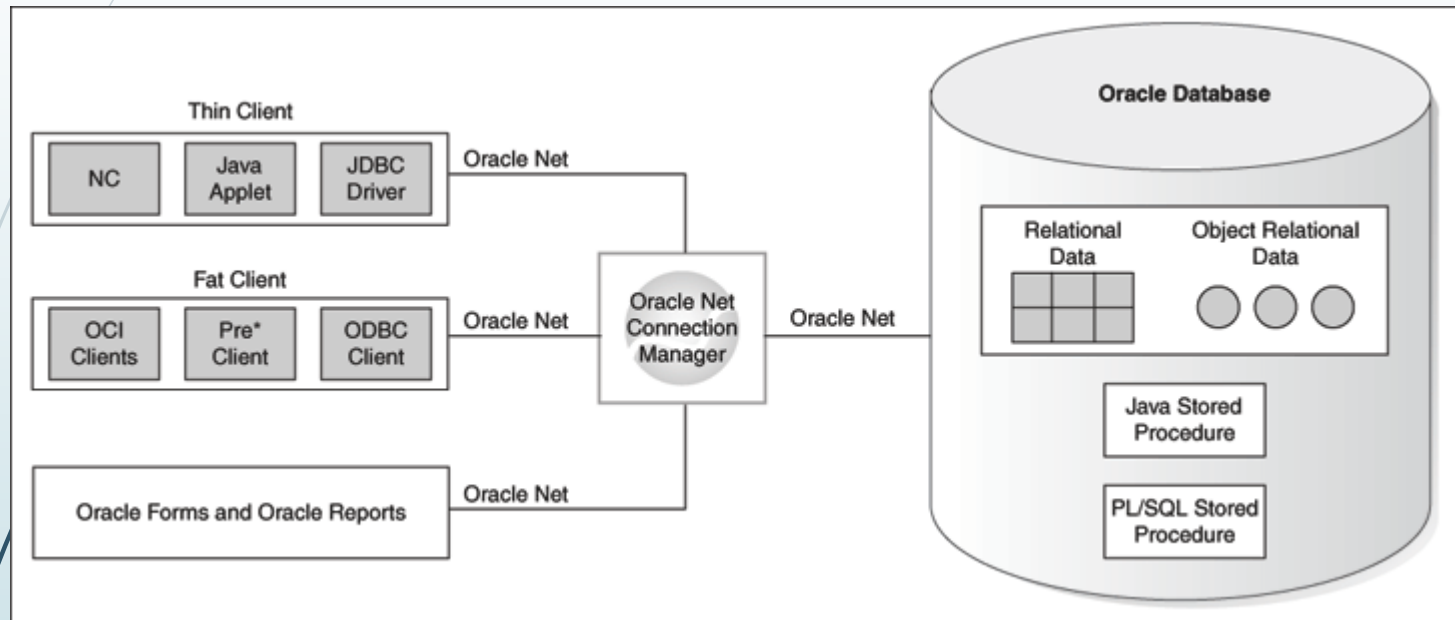 Thin Client
NC
Java
Applet
JDBC
Driver
Oracle Net
Fat Client
OCI
Clients
Pre*
Client
ODBC
Client
Oracle Net
Oracle Forms and Oracle Reports
Oracle Net
Oracle Net
Connection
Manager
Oracle Net
Oracle Database
Relational
Data
Object Relational
Data
Java Stored
Procedure
PL/SQL Stored
Procedure